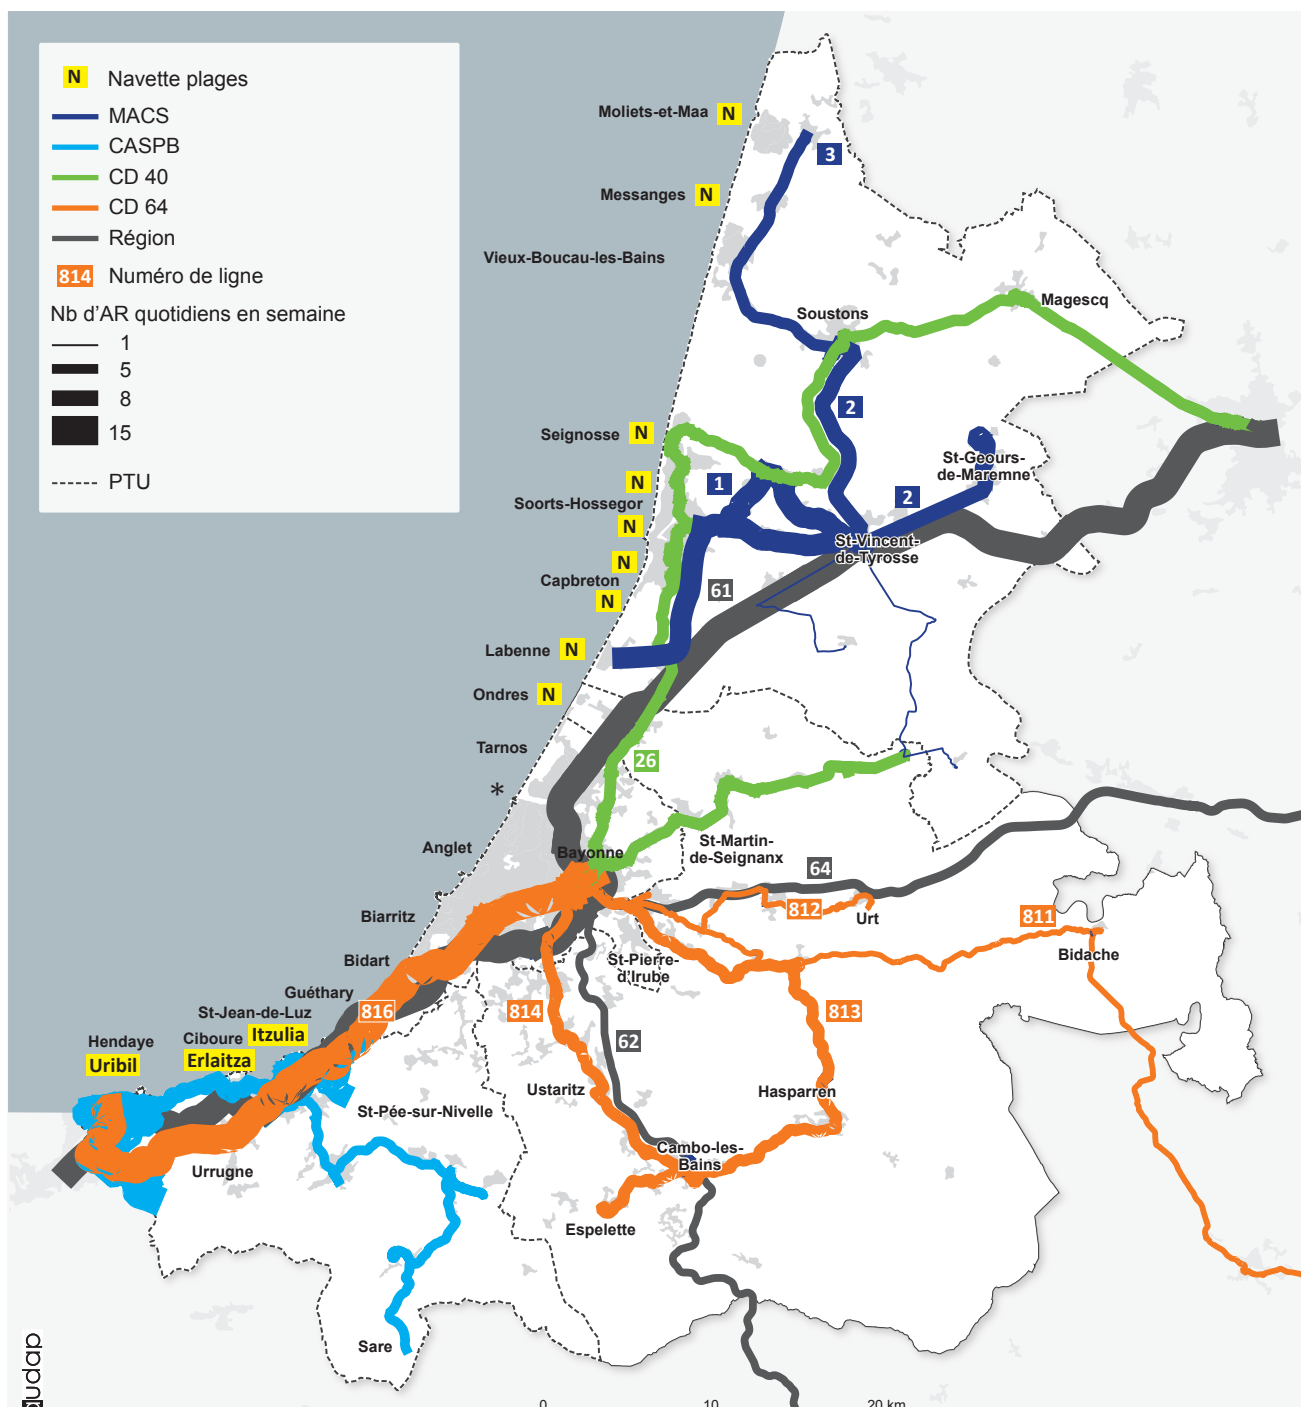 N Navette plages
MACS
CASPB
CD 40
CD 64
Région
814 Numéro de ligne
Nb d'AR quotidiens en semaine
1
5
8
15
PTU
Moliets-et-Maa N
3
Messanges N
Vieux-Boucau-les-Bains
Soustons
Magescq
2
Seignosse N
St-Geours-
de-Maremne
N
1
2
Soorts-Hossegor
N
St-Vincent-
de-Tyrosse
N
Capbreton
61
N
Labenne N
Ondres N
Tarnos
26
*
Anglet
Bayonne
St-Martin-
de-Seignanx
64
812
Urt
811
Biarritz
Bidache
Bidart
St-Pierre-
d'Irube
Guéthary
St-Jean-de-Luz
816
814
813
Hendaye
Ciboure Itzulia
Uribil
Erlaitza
62
Ustaritz
Hasparren
St-Pée-sur-Nivelle
Cambo-les-
Bains
Urrugne
Espelette
Sare
0 10 20 km
audap